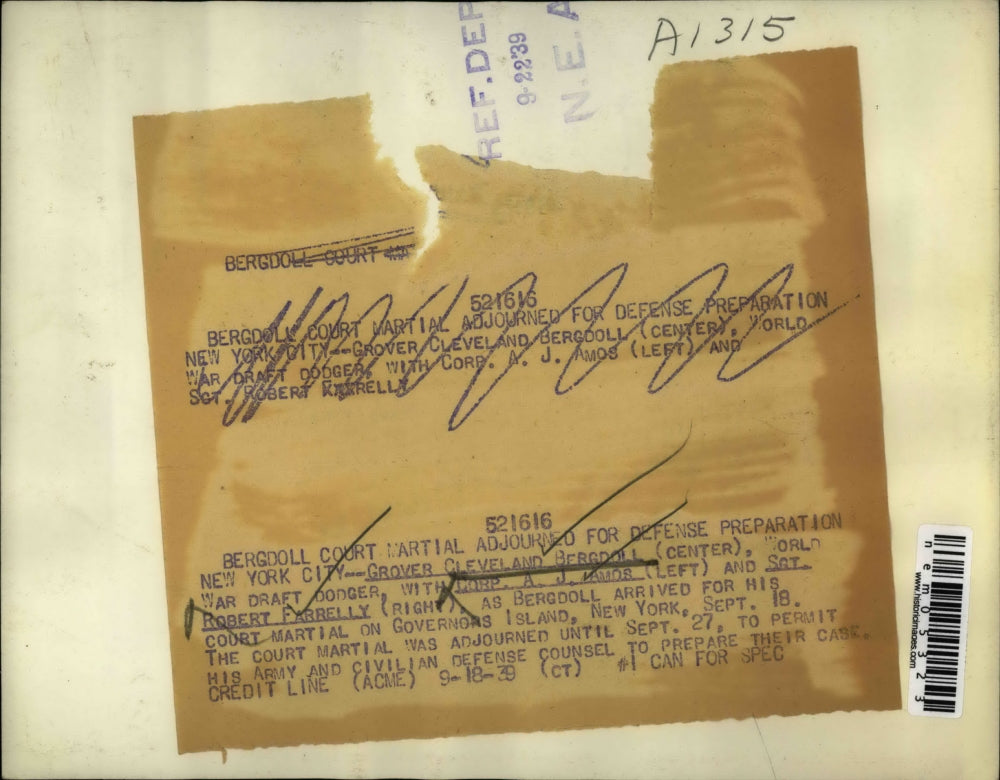 A1315
REF.DEP
9-22'39
N.E.A
BERGDOLL COURT MA
521616
BERGDOLL COURT MARTIAL ADJOURNED FOR DEFENSE PREPARATION
NEW YORK CITY--GROVER CLEVELAND BERGDOLL (CENTER), WORLD
WAR DRAFT DODGER, WITH CORP. A. J. AMOS (LEFT) AND
SGT. ROBERT FARRELLY
521616
BERGDOLL COURT MARTIAL ADJOURNED FOR DEFENSE PREPARATION
NEW YORK CITY--GROVER CLEVELAND BERGDOLL (CENTER), WORLD
WAR DRAFT DODGER, WITH CORP. A. J. AMOS (LEFT) AND SGT.
ROBERT FARRELLY (RIGHT), AS BERGDOLL ARRIVED FOR HIS
COURT MARTIAL ON GOVERNORS ISLAND, NEW YORK, SEPT. 18.
THE COURT MARTIAL WAS ADJOURNED UNTIL SEPT. 27, TO PERMIT
HIS ARMY AND CIVILIAN DEFENSE COUNSEL TO PREPARE THEIR CASE.
CREDIT LINE (ACME) 9-18-39 (CT) #1 CAN FOR SPEC
nem05323
www.historicimages.com